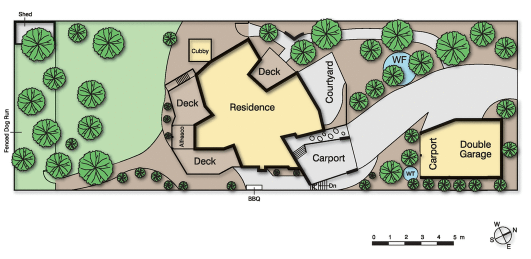 Shed
Cubby
Deck
WF
Courtyard
Deck
Residence
Fenced Dog Run
Alfresco
Carport
Double
Garage
Deck
Carport
WT
Dn
BBQ
N
W
S
E
0 1 2 3 4 5 m